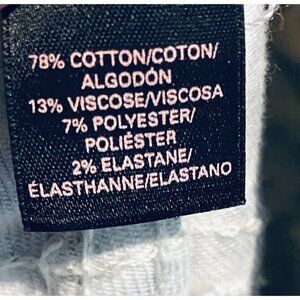 78% COTTON/COTON/
ALGODÓN
13% VISCOSE/VISCOSA
7% POLYESTER/
POLIÉSTER
2% ELASTANE/
ÉLASTHANNE/ELASTANO